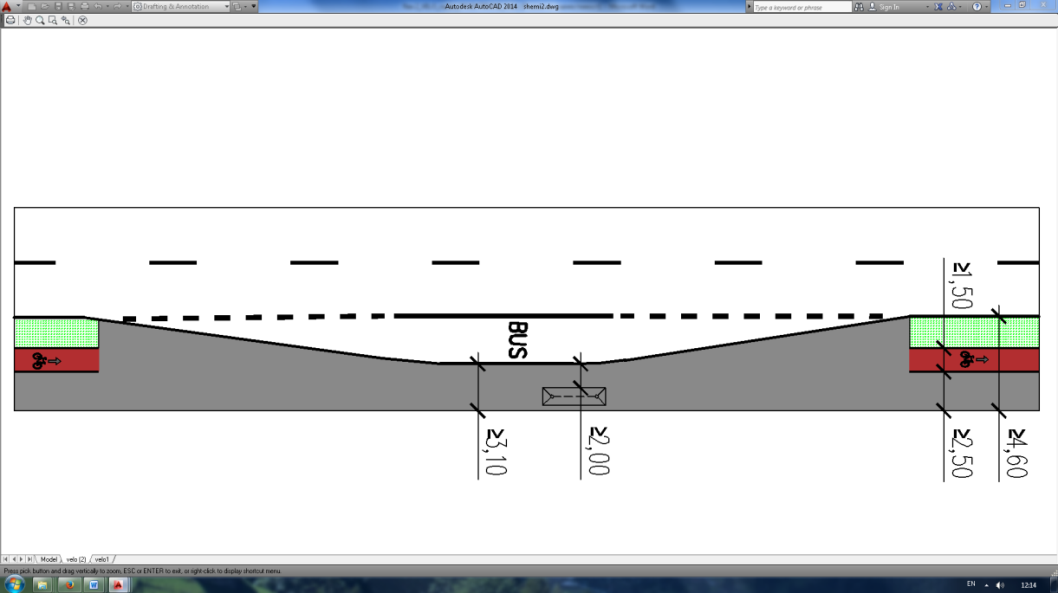 Drafting & Annotation
Autodesk AutoCAD 2014
Type a keyword or phrase
Sign In
BUS
≥1,50
≥3,10
≥2,00
≥2,50
≥4,60
Model
velo (2)
velo1
Press pick button and drag vertically to zoom, ESC or ENTER to exit, or right-click to display shortcut menu.
EN
12:14